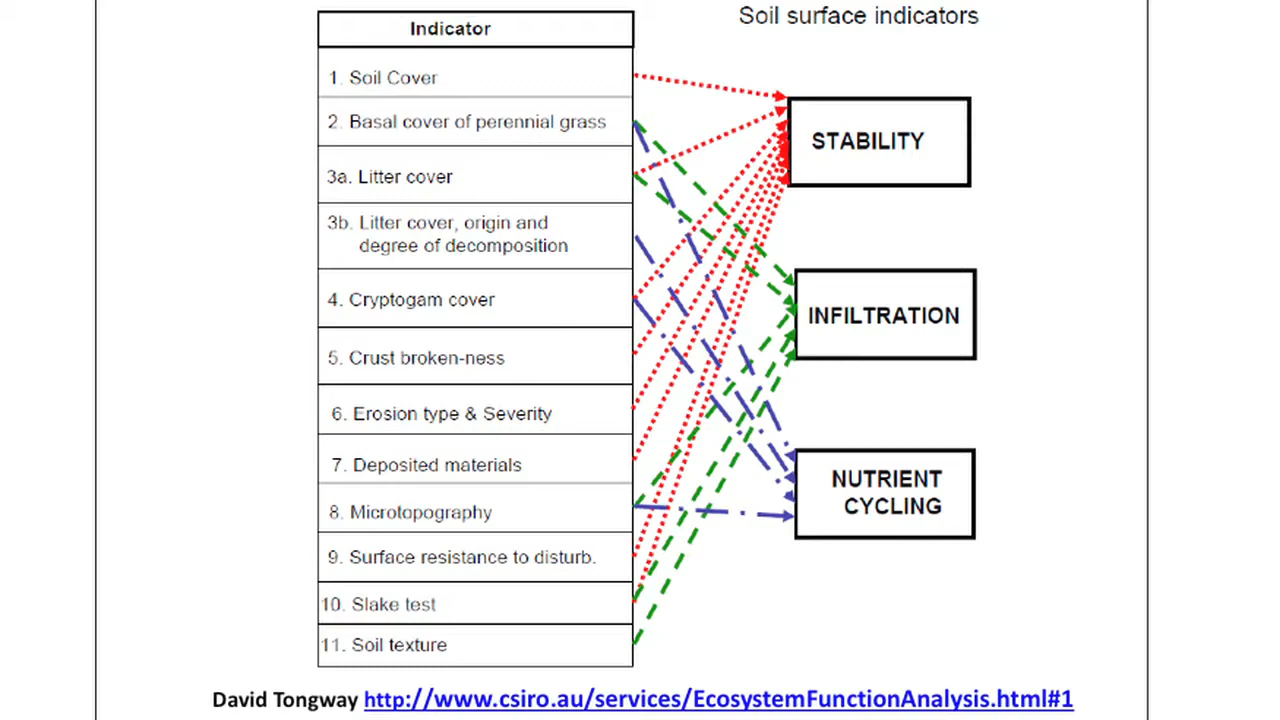 Soil surface indicators
Indicator
1. Soil Cover
2. Basal cover of perennial grass
3a. Litter cover
3b. Litter cover, origin and
degree of decomposition
4. Cryptogam cover
5. Crust broken-ness
6. Erosion type & Severity
7. Deposited materials
8. Microtopography
9. Surface resistance to disturb.
10. Slake test
11. Soil texture
STABILITY
INFILTRATION
NUTRIENT
CYCLING
David Tongway http://www.csiro.au/services/EcosystemFunctionAnalysis.html#1